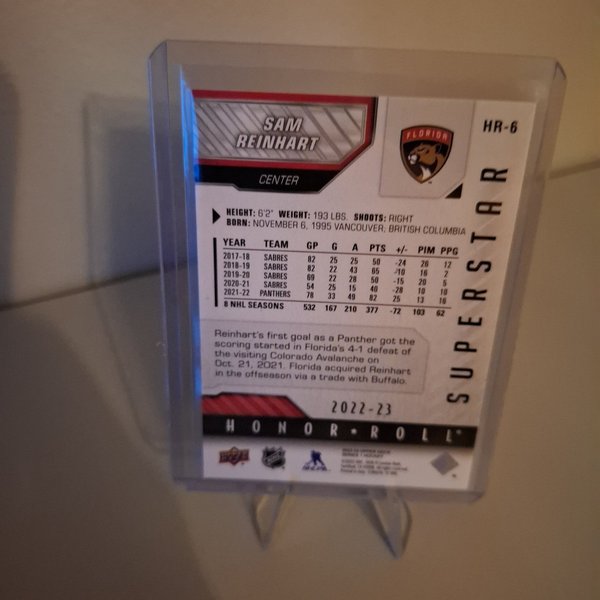 SAM
REINHART
CENTER
FLORIDA
HR-6
SUPERSTAR
HEIGHT: 6'2" WEIGHT: 193 LBS. SHOOTS: RIGHT
BORN: NOVEMBER 6, 1995 VANCOUVER, BRITISH COLUMBIA
YEAR TEAM GP G A PTS +/- PIM PPG
2017-18 SABRES 82 25 25 50 -24 26 12
2018-19 SABRES 82 22 43 65 -10 16 2
2019-20 SABRES 69 22 28 50 -15 20 5
2020-21 SABRES 54 25 15 40 -28 10 10
2021-22 PANTHERS 78 33 49 82 25 13 16
8 NHL SEASONS 532 167 210 377 -72 103 62
Reinhart's first goal as a Panther got the
scoring started in Florida's 4-1 defeat of
the visiting Colorado Avalanche on
Oct. 21, 2021. Florida acquired Reinhart
in the offseason via a trade with Buffalo.
2022-23
HONOR ★ ROLL
NHL